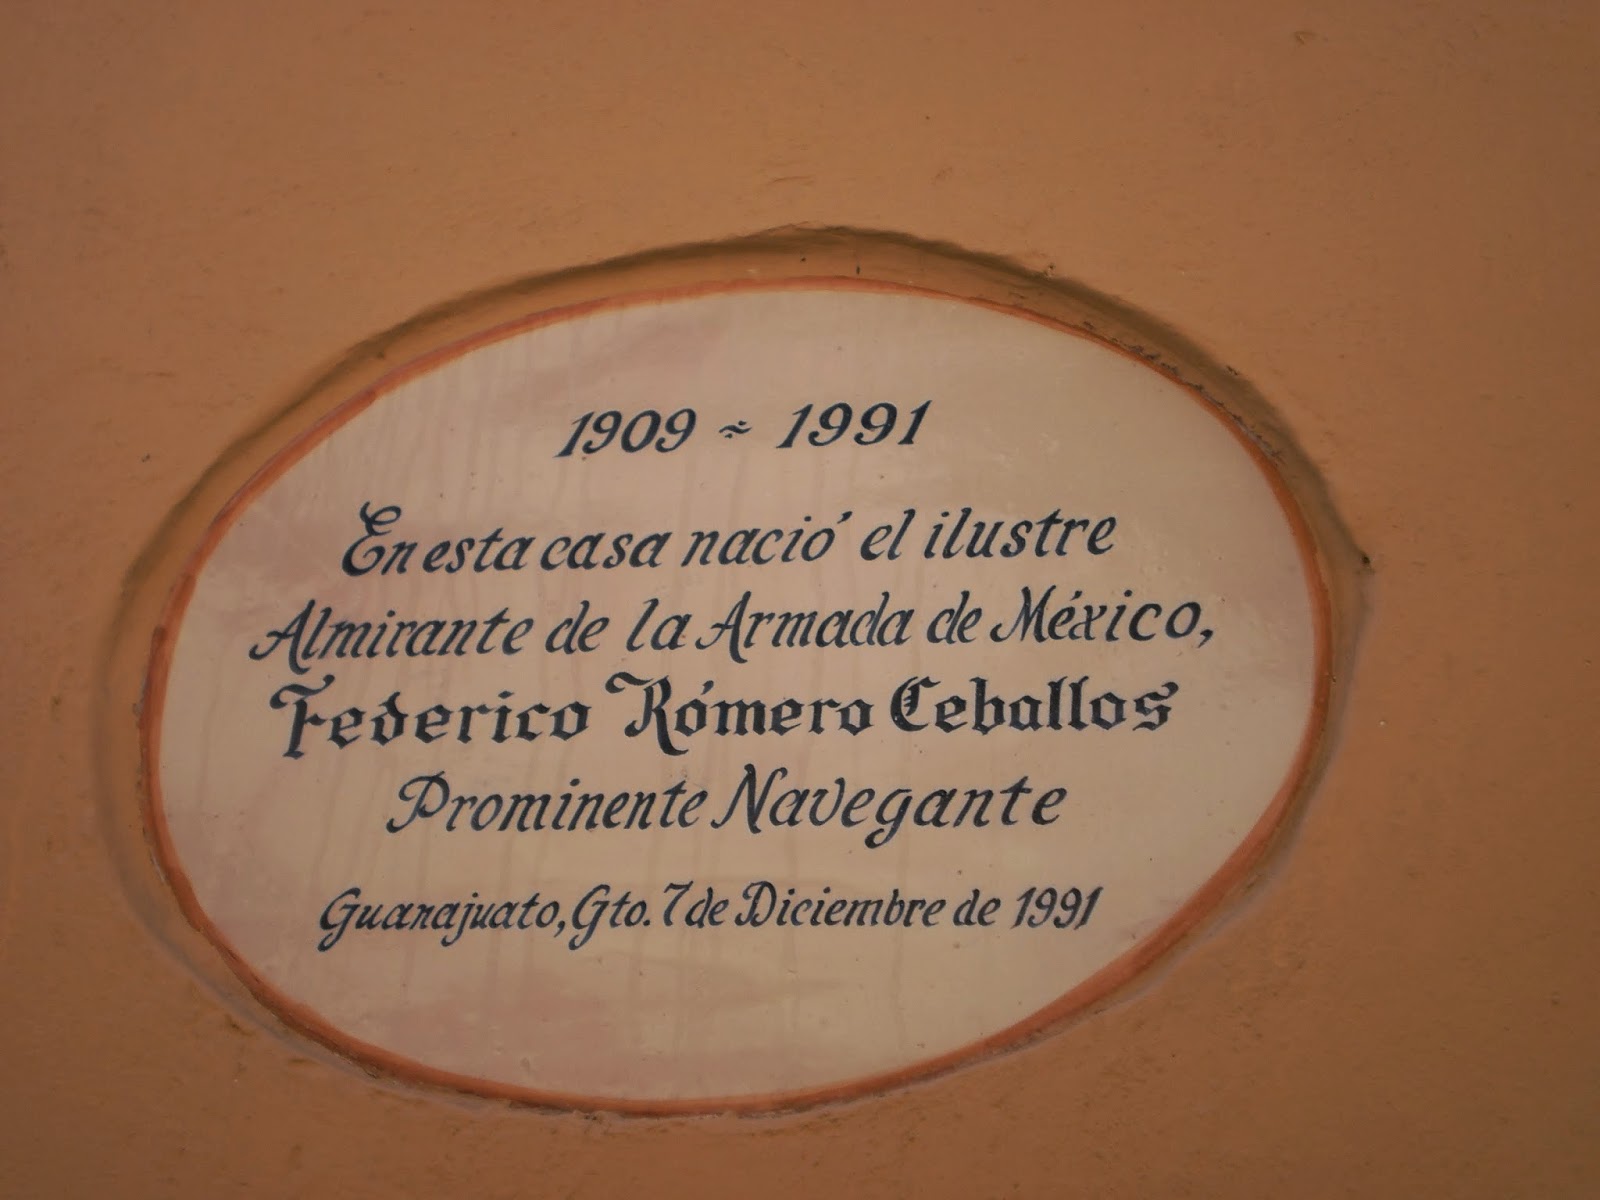 1909 ~ 1991
En esta casa nació el ilustre
Almirante de la Armada de México,
Federico Rómero Ceballos
Prominente Navegante
Guanajuato, Gto. 7 de Diciembre de 1991